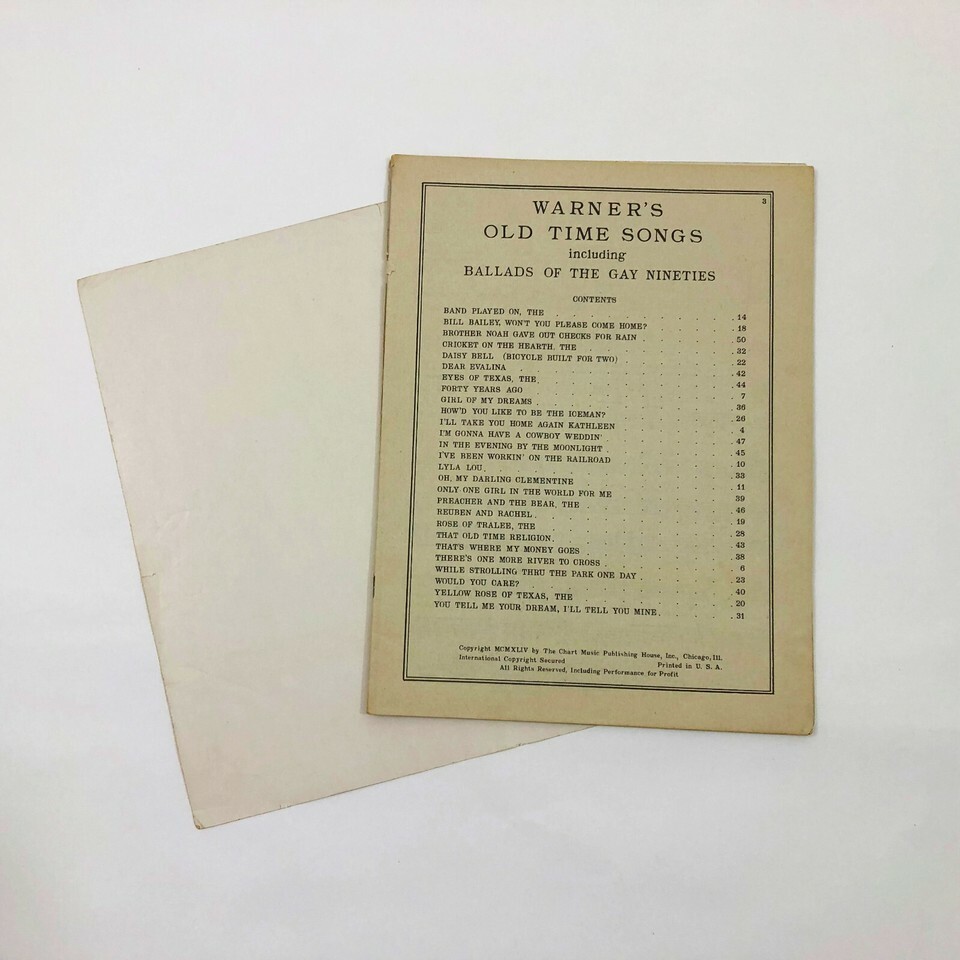 3
WARNER'S
OLD TIME SONGS
including
BALLADS OF THE GAY NINETIES
CONTENTS
BAND PLAYED ON, THE . . . . . . . . . . 14
BILL BAILEY, WON'T YOU PLEASE COME HOME? . . . . . 18
BROTHER NOAH GAVE OUT CHECKS FOR RAIN . . . . . 50
CRICKET ON THE HEARTH, THE . . . . . . . . 32
DAISY BELL (BICYCLE BUILT FOR TWO) . . . . . . 22
DEAR EVALINA . . . . . . . . . . . 42
EYES OF TEXAS, THE . . . . . . . . . . 44
FORTY YEARS AGO . . . . . . . . . . 7
GIRL OF MY DREAMS . . . . . . . . . . 36
HOW'D YOU LIKE TO BE THE ICEMAN? . . . . . . 26
I'LL TAKE YOU HOME AGAIN KATHLEEN . . . . . . 4
I'M GONNA HAVE A COWBOY WEDDIN' . . . . . . 47
IN THE EVENING BY THE MOONLIGHT . . . . . . 45
I'VE BEEN WORKIN' ON THE RAILROAD . . . . . . 10
LYLA LOU . . . . . . . . . . . . 33
OH, MY DARLING CLEMENTINE . . . . . . . . 11
ONLY ONE GIRL IN THE WORLD FOR ME . . . . . . 39
PREACHER AND THE BEAR, THE . . . . . . . 46
REUBEN AND RACHEL . . . . . . . . . . 19
ROSE OF TRALEE, THE . . . . . . . . . 28
THAT OLD TIME RELIGION . . . . . . . . . 43
THAT'S WHERE MY MONEY GOES . . . . . . . 38
THERE'S ONE MORE RIVER TO CROSS . . . . . . . 6
WHILE STROLLING THRU THE PARK ONE DAY . . . . . 23
WOULD YOU CARE? . . . . . . . . . . 40
YELLOW ROSE OF TEXAS, THE . . . . . . . . 20
YOU TELL ME YOUR DREAM, I'LL TELL YOU MINE . . . . 31
Copyright MCMXLIV by The Chart Music Publishing House, Inc., Chicago, Ill.
International Copyright Secured Printed in U. S. A.
All Rights Reserved, Including Performance for Profit